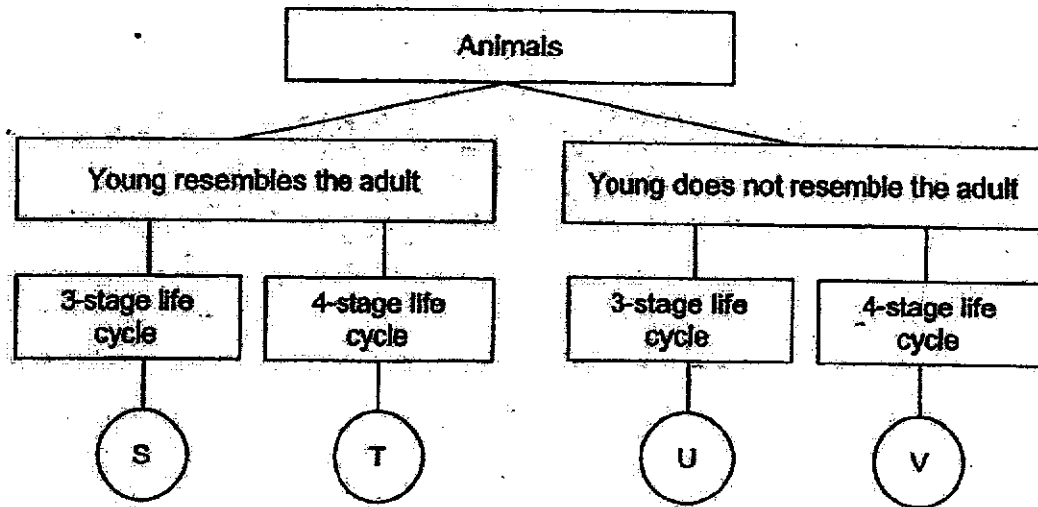 Animals
Young resembles the adult
Young does not resemble the adult
3-stage life
cycle
4-stage life
cycle
3-stage life
cycle
4-stage life
cycle
S
T
U
V